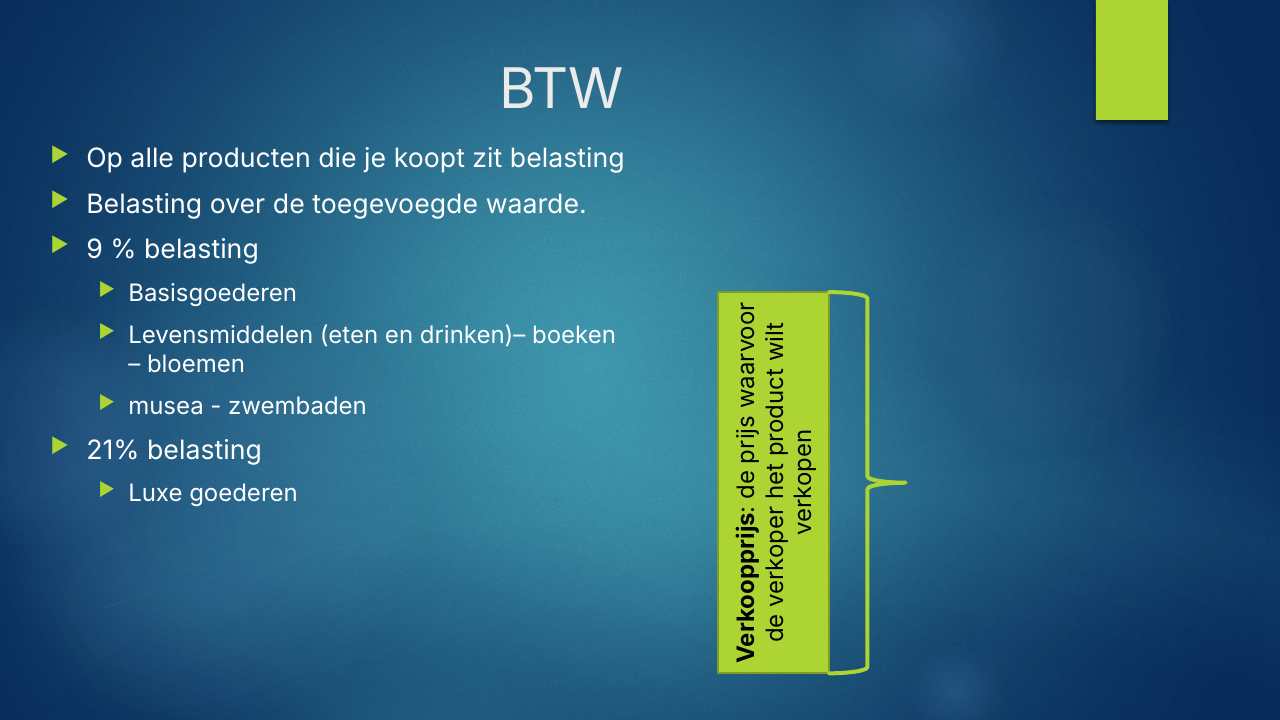 BTW
Op alle producten die je koopt zit belasting
Belasting over de toegevoegde waarde.
9 % belasting
Basisgoederen
Levensmiddelen (eten en drinken)– boeken
– bloemen
musea - zwembaden
21% belasting
Luxe goederen
Verkoopprijs: de prijs waarvoor
de verkoper het product wilt
verkopen